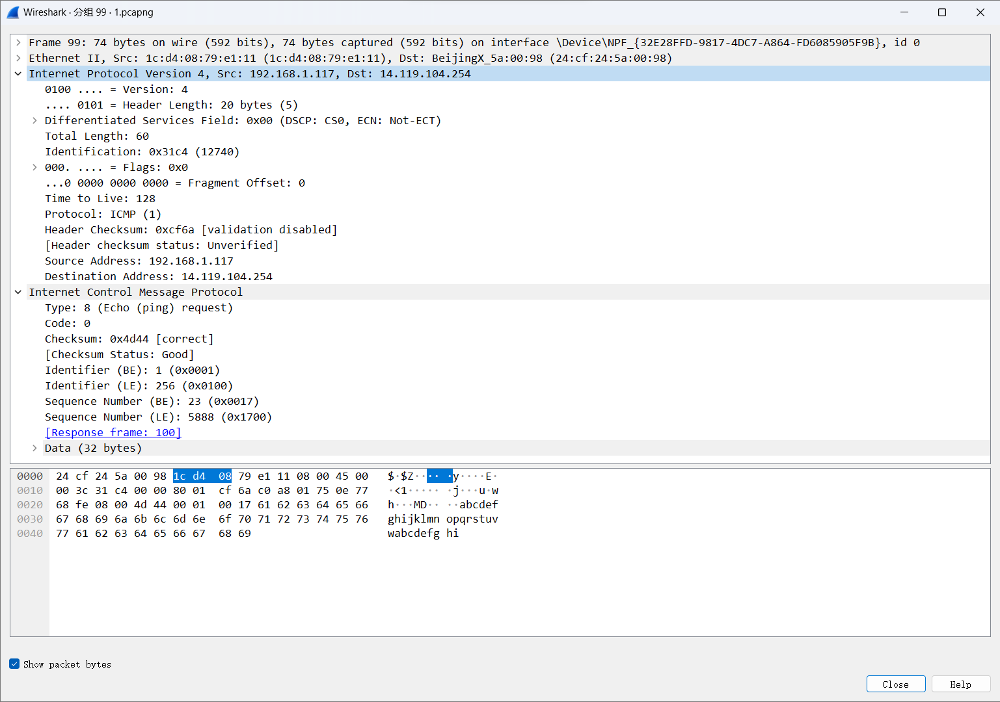 Wireshark · 分组 99 · 1.pcapng
Frame 99: 74 bytes on wire (592 bits), 74 bytes captured (592 bits) on interface \Device\NPF_{32E28FFD-9817-4DC7-A864-FD6085905F9B}, id 0
Ethernet II, Src: 1c:d4:08:79:e1:11 (1c:d4:08:79:e1:11), Dst: BeijingX_5a:00:98 (24:cf:24:5a:00:98)
Internet Protocol Version 4, Src: 192.168.1.117, Dst: 14.119.104.254
0100 .... = Version: 4
.... 0101 = Header Length: 20 bytes (5)
Differentiated Services Field: 0x00 (DSCP: CS0, ECN: Not-ECT)
Total Length: 60
Identification: 0x31c4 (12740)
000. .... = Flags: 0x0
...0 0000 0000 0000 = Fragment Offset: 0
Time to Live: 128
Protocol: ICMP (1)
Header Checksum: 0xcf6a [validation disabled]
[Header checksum status: Unverified]
Source Address: 192.168.1.117
Destination Address: 14.119.104.254
Internet Control Message Protocol
Type: 8 (Echo (ping) request)
Code: 0
Checksum: 0x4d44 [correct]
[Checksum Status: Good]
Identifier (BE): 1 (0x0001)
Identifier (LE): 256 (0x0100)
Sequence Number (BE): 23 (0x0017)
Sequence Number (LE): 5888 (0x1700)
[Response frame: 100]
Data (32 bytes)
0000 24 cf 24 5a 00 98 1c d4 08 79 e1 11 08 00 45 00 $·$Z·· · ·y····E·
0010 00 3c 31 c4 00 00 80 01 cf 6a c0 a8 01 75 0e 77 ·<1····· ·j···u·w
0020 68 fe 08 00 4d 44 00 01 00 17 61 62 63 64 65 66 h···MD·· ··abcdef
0030 67 68 69 6a 6b 6c 6d 6e 6f 70 71 72 73 74 75 76 ghijklmn opqrstuv
0040 77 61 62 63 64 65 66 67 68 69 wabcdefg hi
Show packet bytes
Close Help